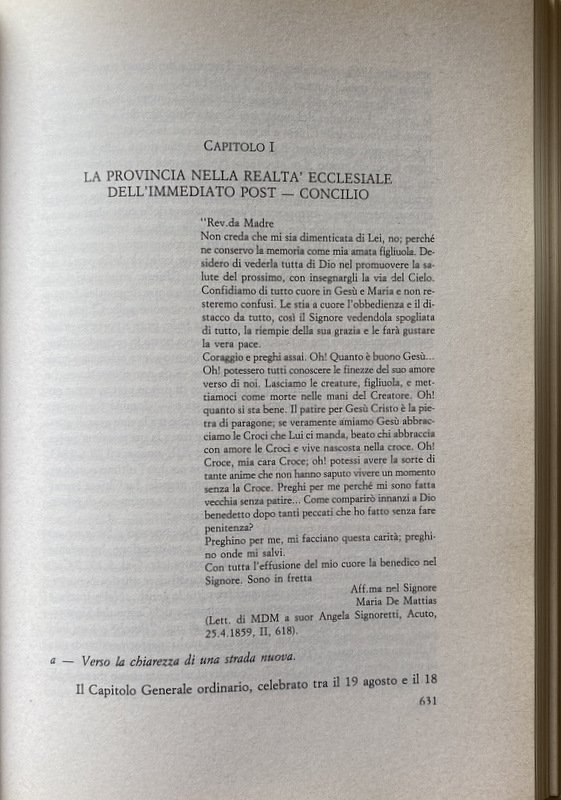 CAPITOLO I
LA PROVINCIA NELLA REALTA' ECCLESIALE
DELL'IMMEDIATO POST — CONCILIO
"Rev.da Madre
Non creda che mi sia dimenticata di Lei, no; perché
ne conservo la memoria come mia amata figliuola. De-
sidero di vederla tutta di Dio nel promuovere la sa-
lute del prossimo, con insegnargli la via del Cielo.
Confidiamo di tutto cuore in Gesù e Maria e non re-
steremo confusi. Le stia a cuore l'obbedienza e il di-
stacco da tutto, così il Signore vedendola spogliata
di tutto, la riempie della sua grazia e le farà gustare
la vera pace.
Coraggio e preghi assai. Oh! Quanto è buono Gesù...
Oh! potessero tutti conoscere le finezze del suo amore
verso di noi. Lasciamo le creature, figliuola, e met-
tiamoci come morte nelle mani del Creatore. Oh!
quanto si sta bene. Il patire per Gesù Cristo è la pie-
tra di paragone; se veramente amiamo Gesù abbrac-
ciamo le Croci che Lui ci manda, beato chi abbraccia
con amore le Croci e vive nascosta nella croce. Oh!
Croce, mia cara Croce; oh! potessi avere la sorte di
tante anime che non hanno saputo vivere un momento
senza la Croce. Preghi per me perché mi sono fatta
vecchia senza patire... Come comparirò innanzi a Dio
benedetto dopo tanti peccati che ho fatto senza fare
penitenza?
Preghino per me, mi facciano questa carità; preghi-
no onde mi salvi.
Con tutta l'effusione del mio cuore la benedico nel
Signore. Sono in fretta
Aff.ma nel Signore
Maria De Mattias
(Lett. di MDM a suor Angela Signoretti, Acuto,
25.4.1859, II, 618).
a — Verso la chiarezza di una strada nuova.
Il Capitolo Generale ordinario, celebrato tra il 19 agosto e il 18
631